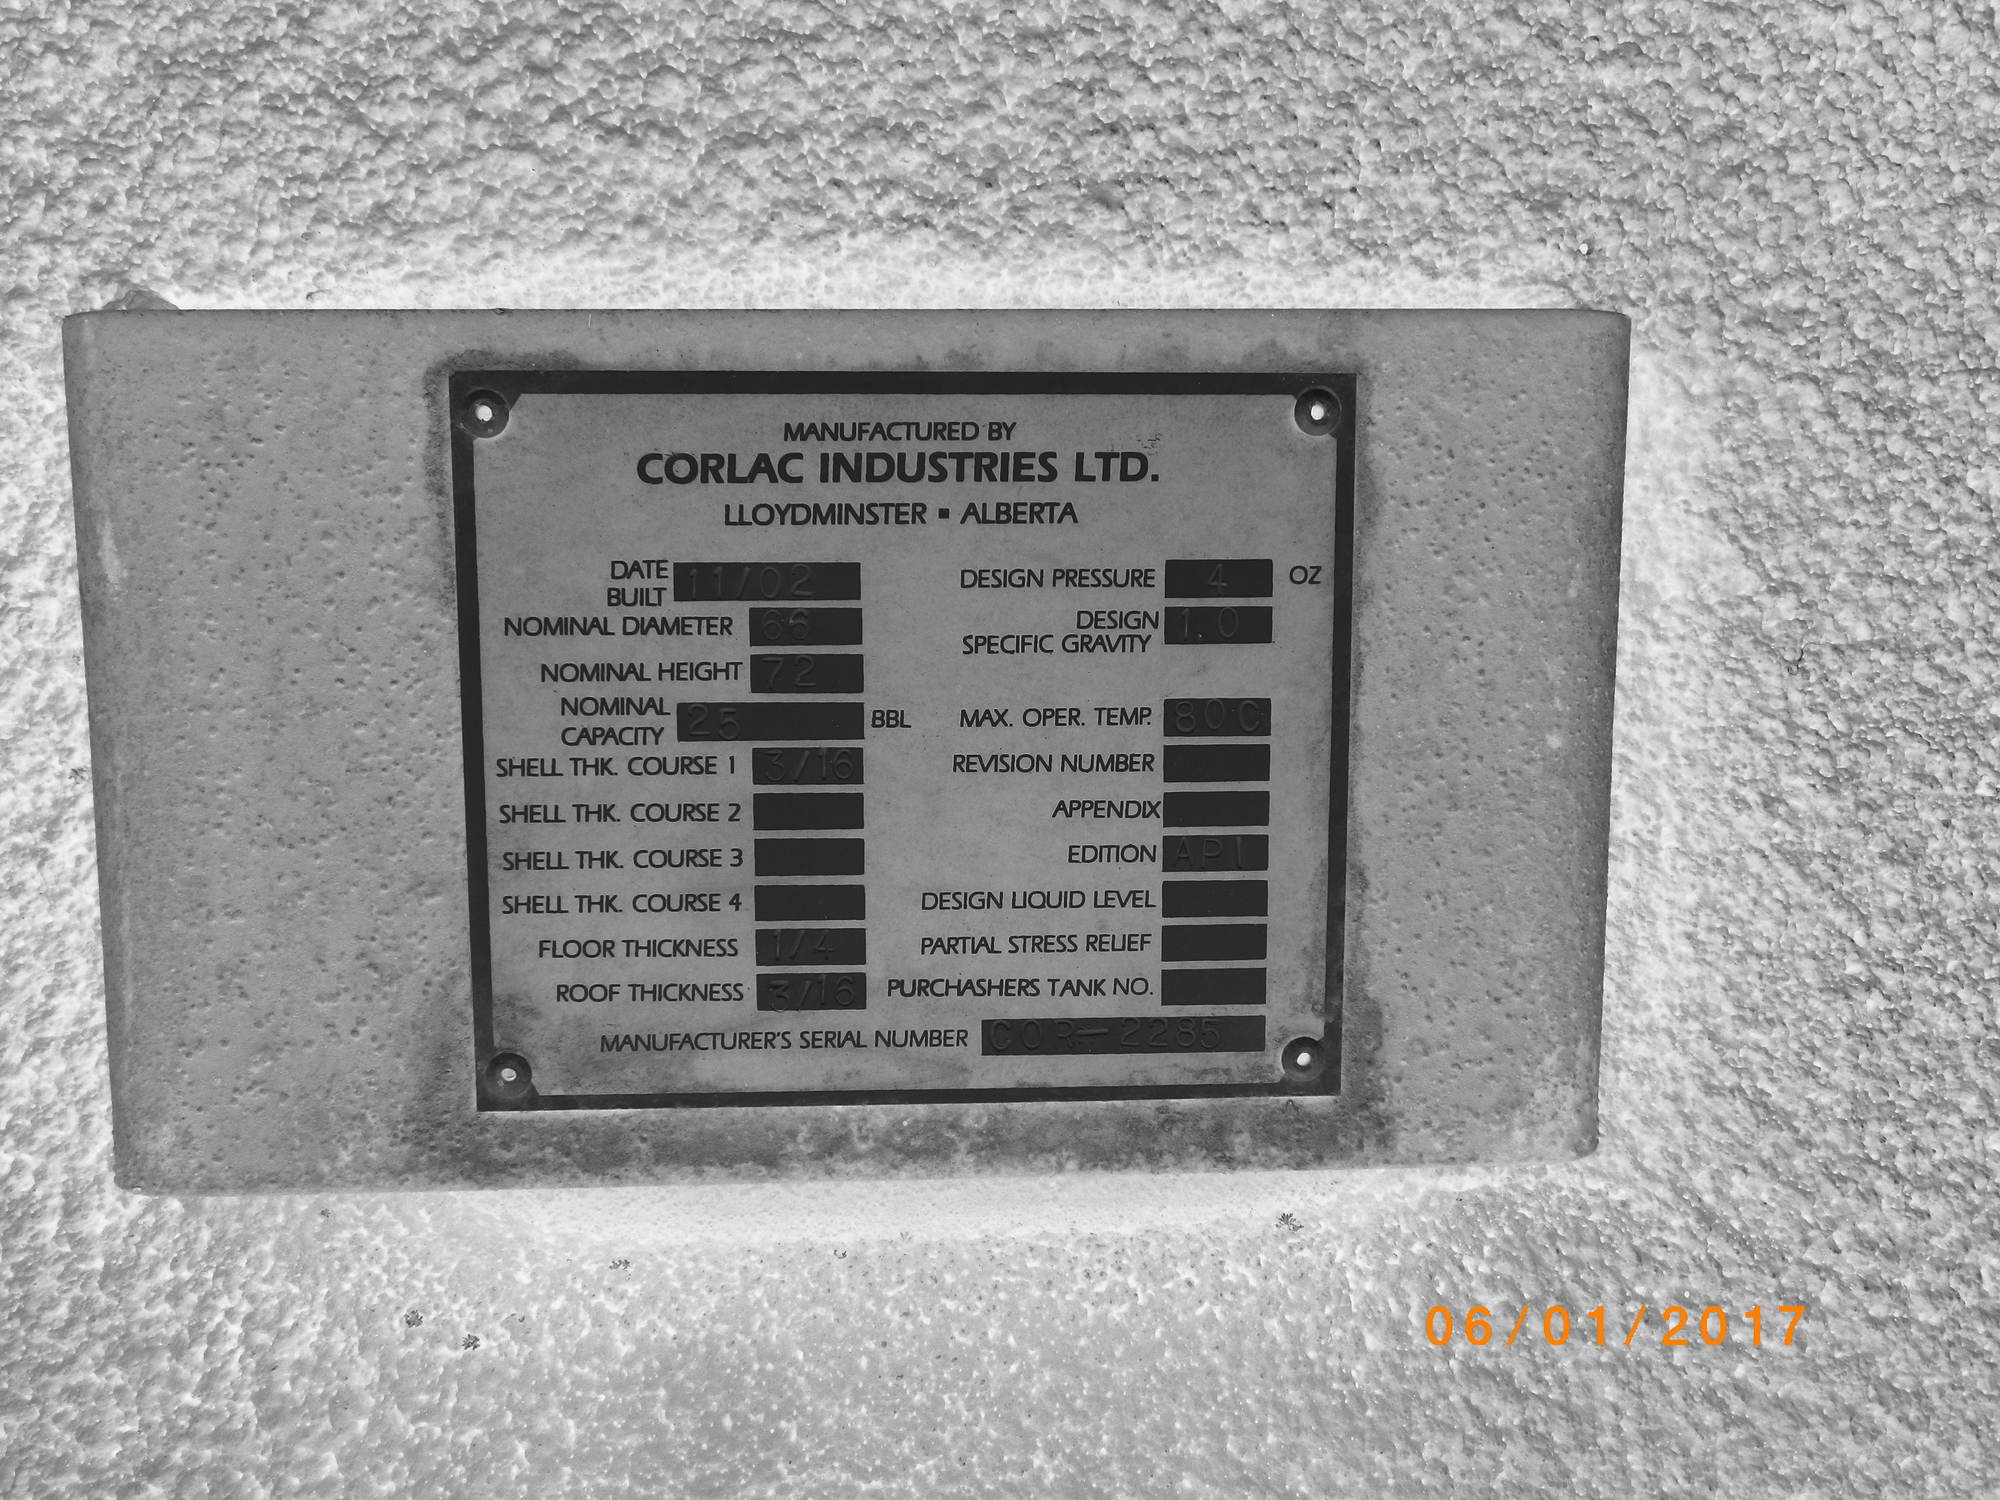 MANUFACTURED BY
CORLAC INDUSTRIES LTD.
LLOYDMINSTER ▪ ALBERTA
DATE BUILT 11/02
NOMINAL DIAMETER 66
NOMINAL HEIGHT 72
NOMINAL CAPACITY 25 BBL
SHELL THK. COURSE 1 3/16
SHELL THK. COURSE 2
SHELL THK. COURSE 3
SHELL THK. COURSE 4
FLOOR THICKNESS 1/4
ROOF THICKNESS 3/16
DESIGN PRESSURE 4 OZ
DESIGN SPECIFIC GRAVITY 1.0
MAX. OPER. TEMP. 80C
REVISION NUMBER
APPENDIX
EDITION API
DESIGN LIQUID LEVEL
PARTIAL STRESS RELIEF
PURCHASHERS TANK NO.
MANUFACTURER'S SERIAL NUMBER COR-2285
06/01/2017